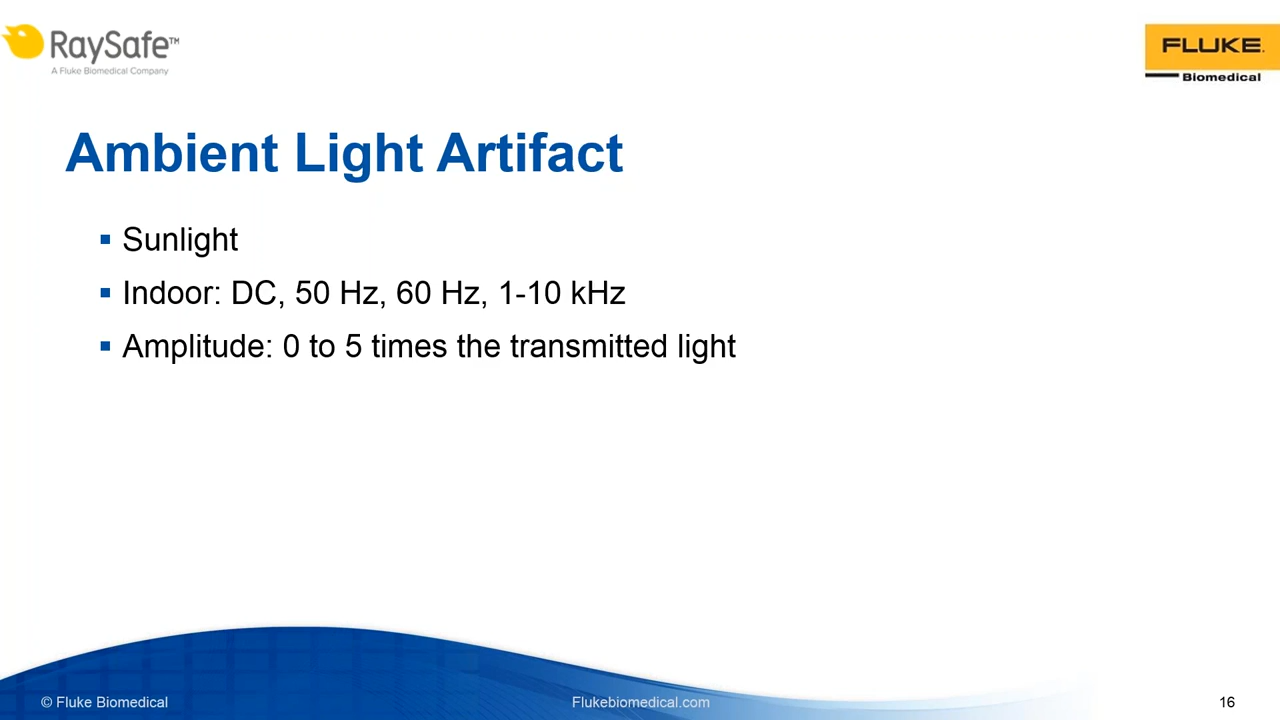 RaySafe™
A Fluke Biomedical Company
FLUKE®
Biomedical
Ambient Light Artifact
Sunlight
Indoor: DC, 50 Hz, 60 Hz, 1-10 kHz
Amplitude: 0 to 5 times the transmitted light
© Fluke Biomedical
Flukebiomedical.com
16